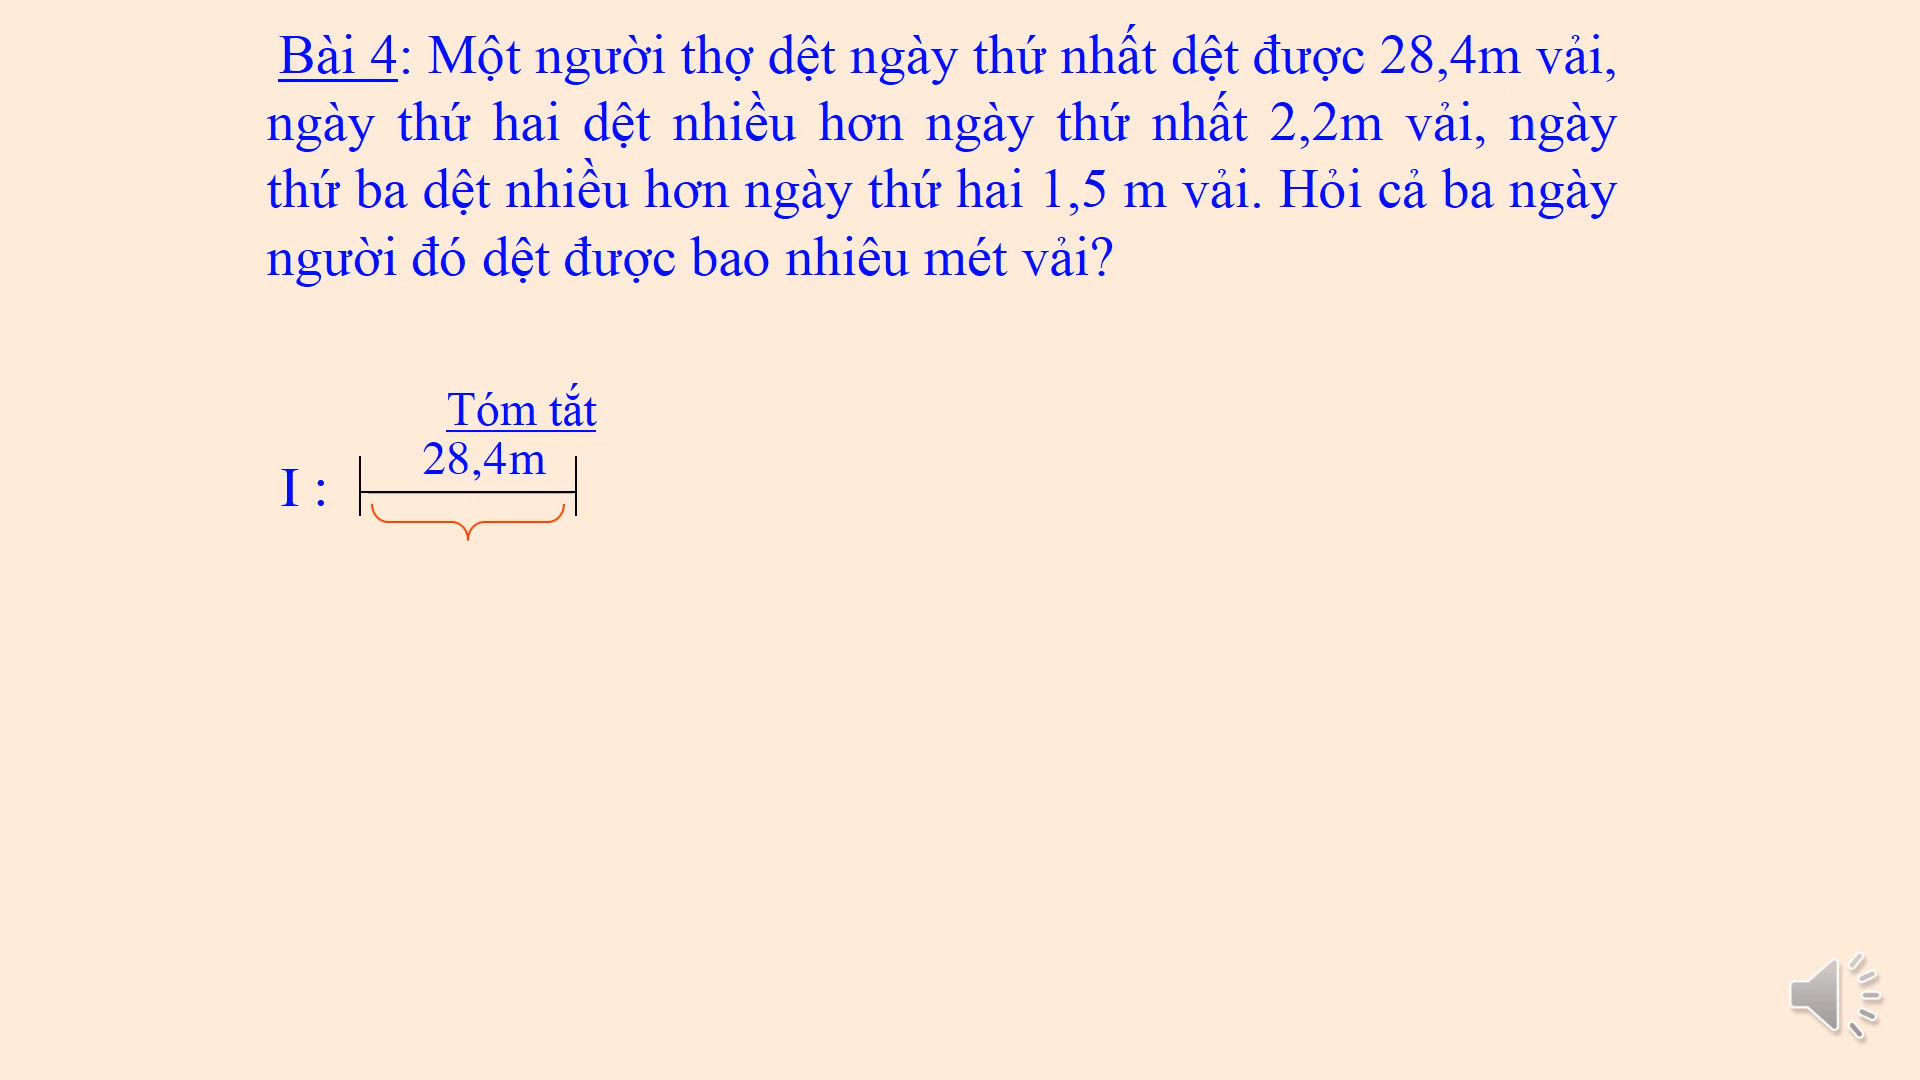 Bài 4: Một người thợ dệt ngày thứ nhất dệt được 28,4m vải,
ngày thứ hai dệt nhiều hơn ngày thứ nhất 2,2m vải, ngày
thứ ba dệt nhiều hơn ngày thứ hai 1,5 m vải. Hỏi cả ba ngày
người đó dệt được bao nhiêu mét vải?
Tóm tắt
28,4m
I :